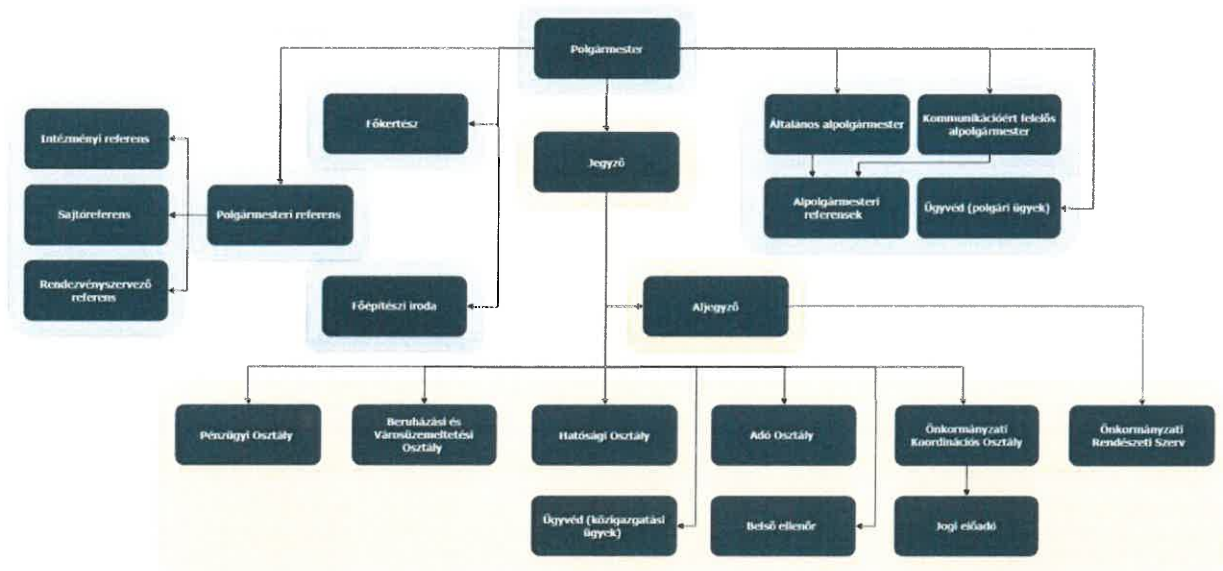 Polgármester
Főkertész
Jegyző
Általános alpolgármester
Kommunikációért felelős
alpolgármester
Intézményi referens
Sajtóreferens
Rendezvényszervező
referens
Polgármesteri referens
Alpolgármesteri
referensek
Ügyvéd (polgári ügyek)
Főépítészi iroda
Aljegyző
Pénzügyi Osztály
Beruházási és
Városüzemeltetési
Osztály
Hatósági Osztály
Adó Osztály
Önkormányzati
Koordinációs Osztály
Önkormányzati
Rendészeti Szerv
Ügyvéd (közigazgatási
ügyek)
Belső ellenőr
Jogi előadó